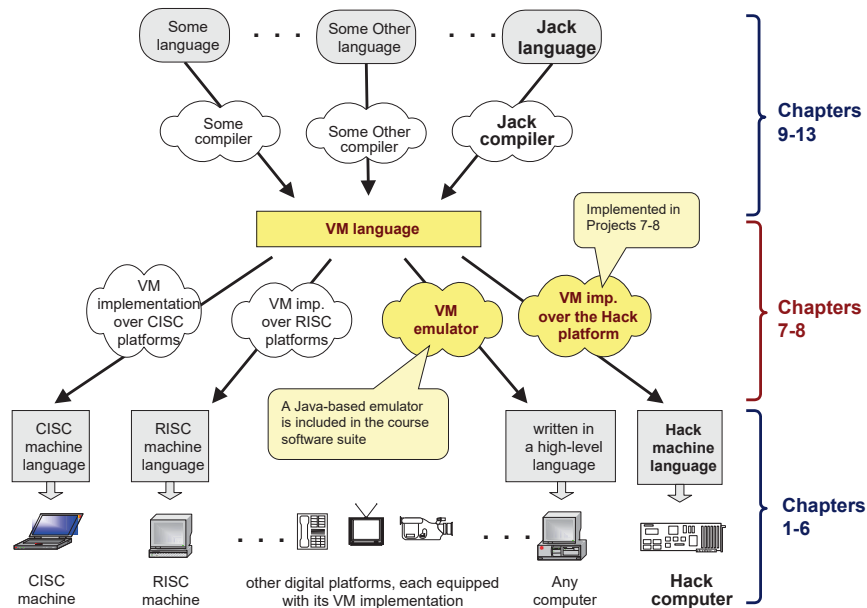 Some
language
. . .
Some Other
language
. . .
Jack
language
Some
compiler
Some Other
compiler
Jack
compiler
Chapters
9-13
VM language
Implemented in
Projects 7-8
VM
implementation
over CISC
platforms
VM imp.
over RISC
platforms
VM
emulator
VM imp.
over the Hack
platform
Chapters
7-8
A Java-based emulator
is included in the course
software suite
CISC
machine
language
RISC
machine
language
written in
a high-level
language
Hack
machine
language
Chapters
1-6
. . .
. . .
CISC
machine
RISC
machine
other digital platforms, each equipped
with its VM implementation
Any
computer
Hack
computer